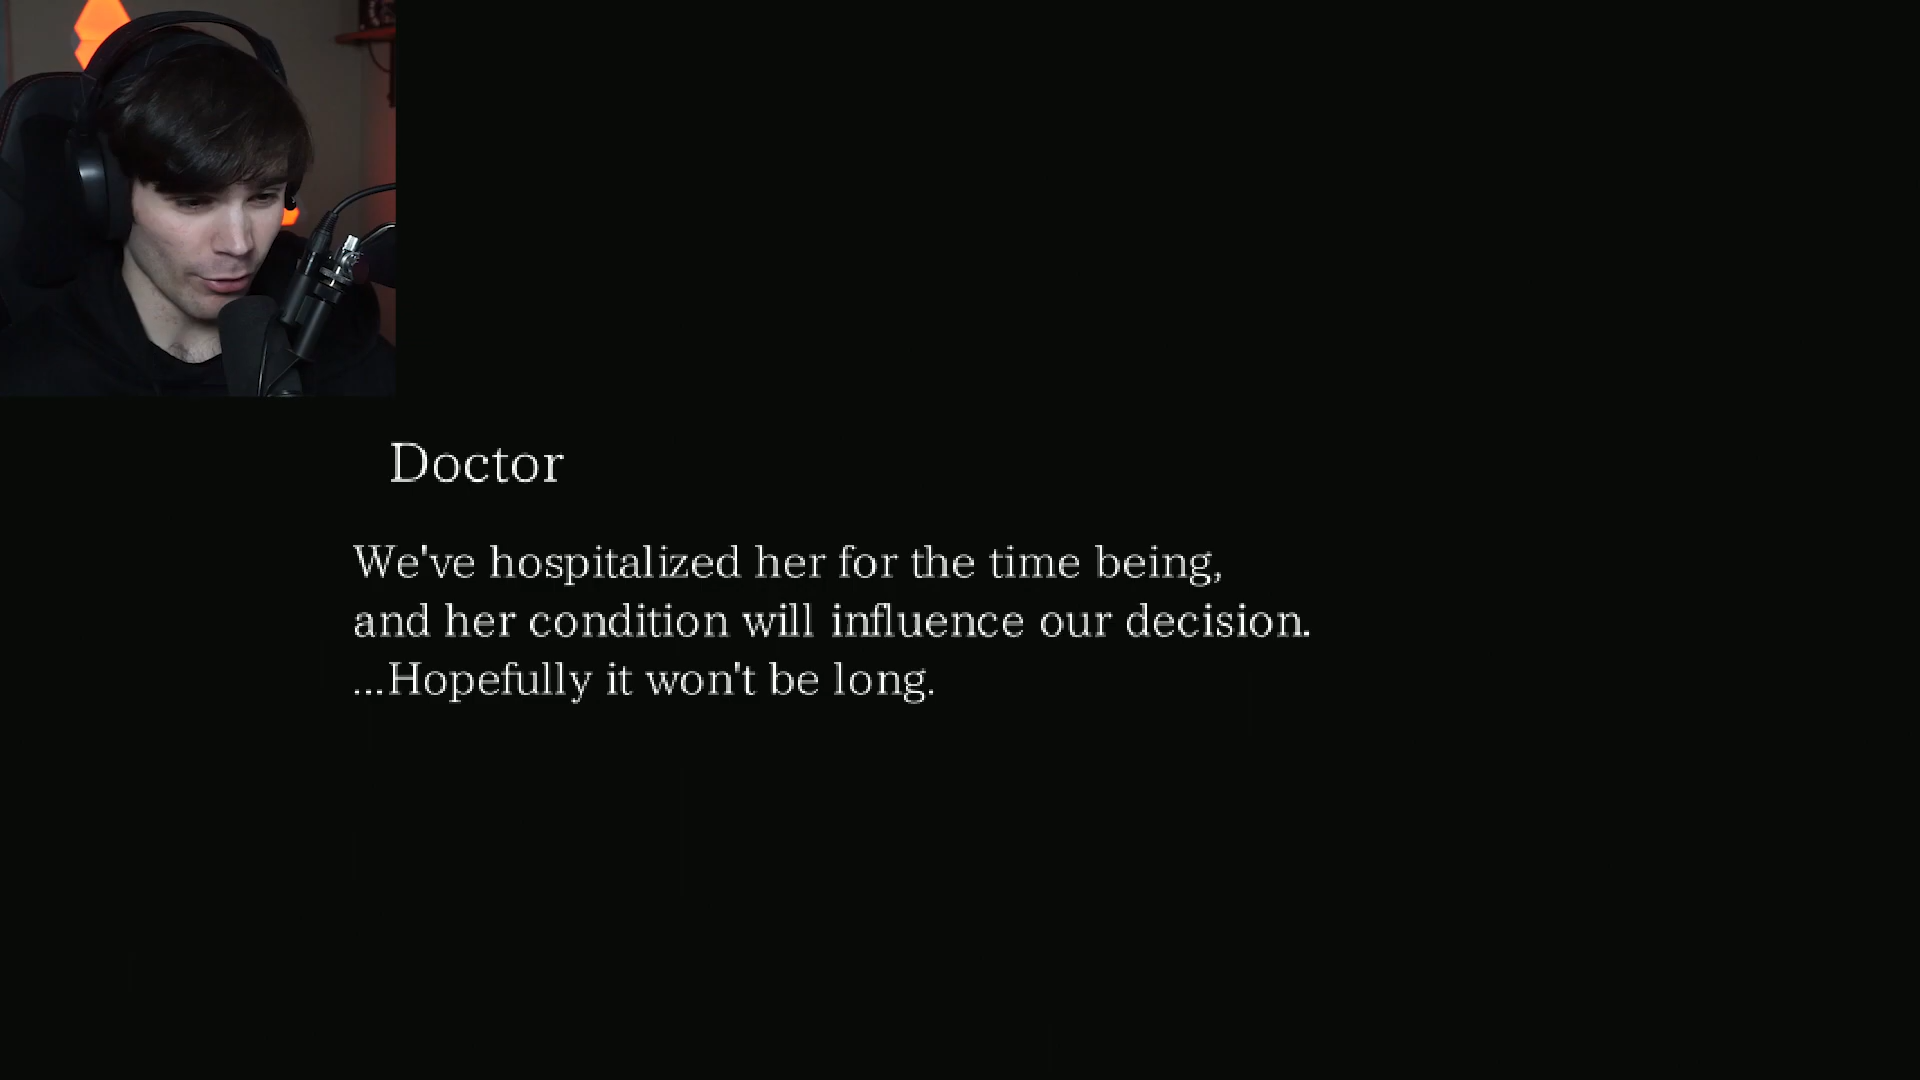 Doctor
We've hospitalized her for the time being,
and her condition will influence our decision.
...Hopefully it won't be long.